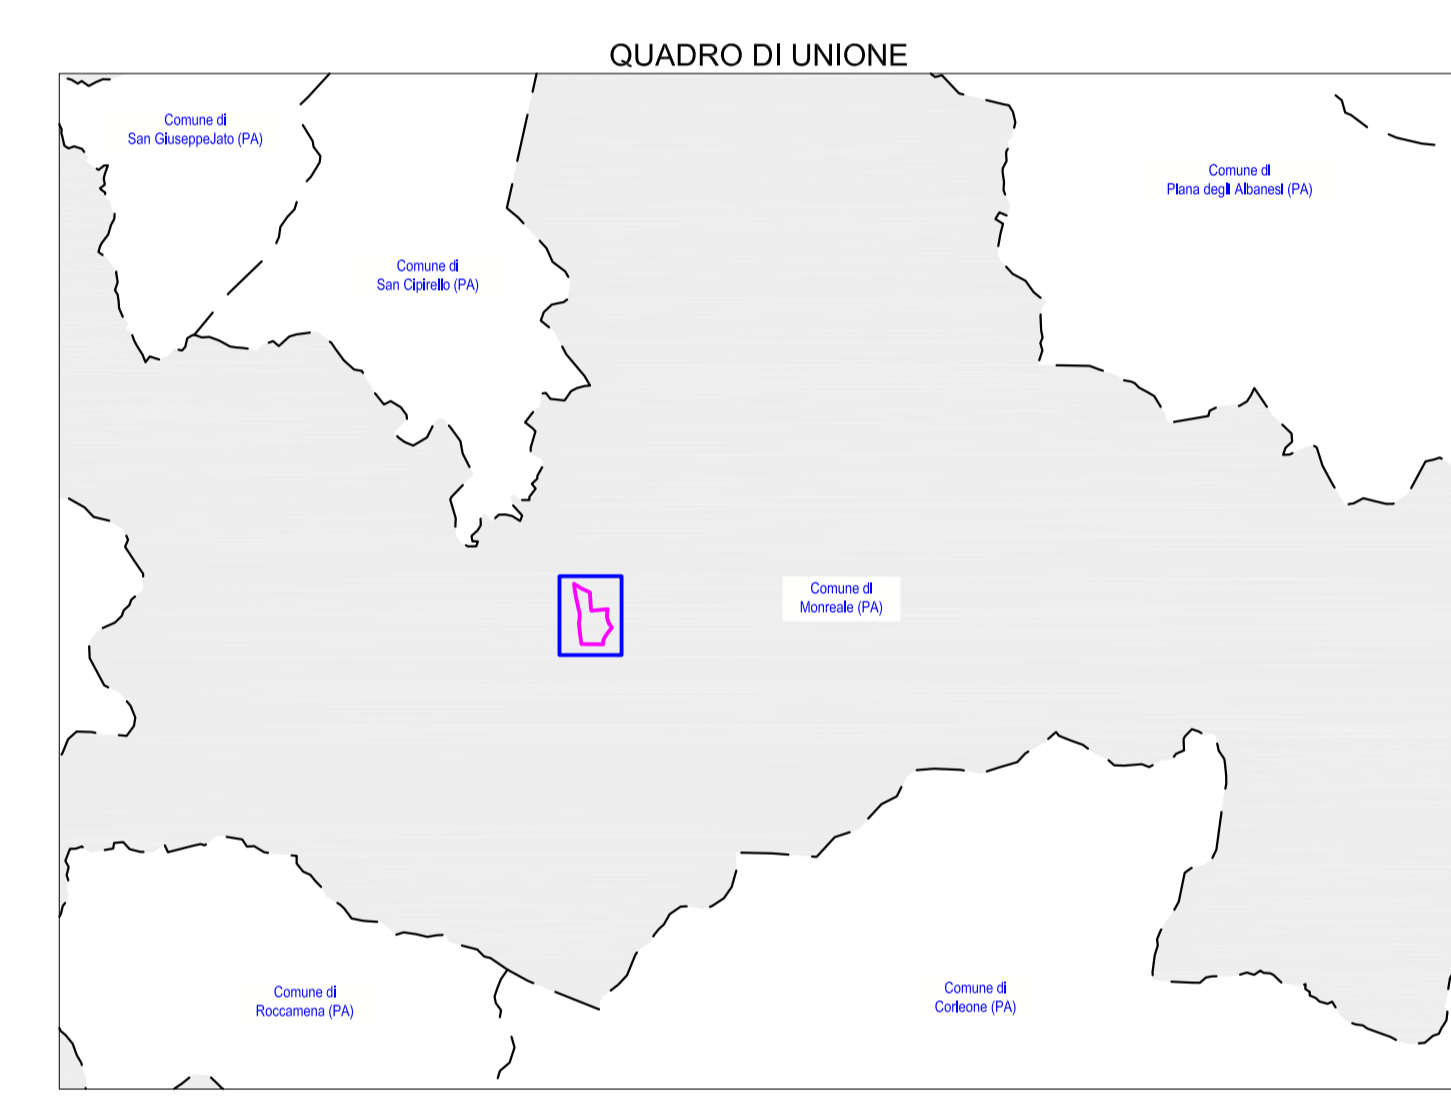 QUADRO DI UNIONE
Comune di
San GiuseppeJato (PA)
Comune di
Piana degli Albanesi (PA)
Comune di
San Cipirello (PA)
Comune di
Monreale (PA)
Comune di
Roccamena (PA)
Comune di
Corleone (PA)